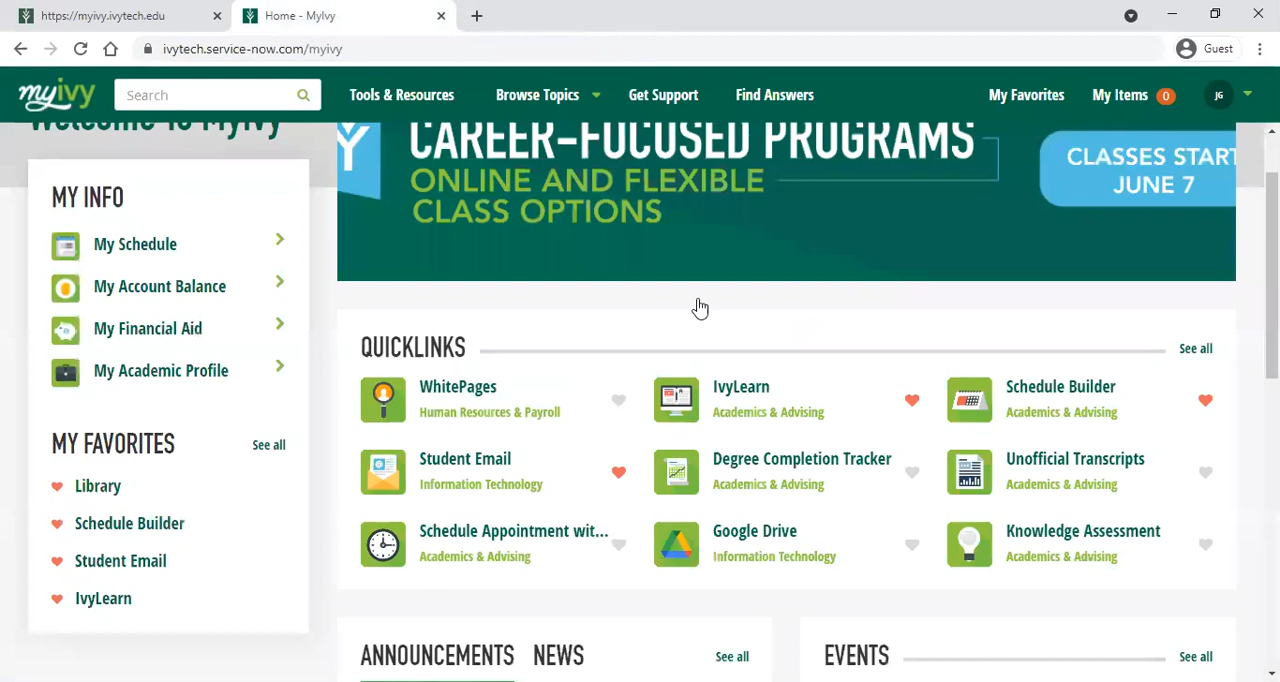 https://myivy.ivytech.edu
Home - MyIvy
ivytech.service-now.com/myivy
Guest
myivy
Search
Tools & Resources
Browse Topics
Get Support
Find Answers
My Favorites
My Items 0
JG
Welcome to MyIvy
MY INFO
My Schedule
My Account Balance
My Financial Aid
My Academic Profile
MY FAVORITES
See all
Library
Schedule Builder
Student Email
IvyLearn
Y
CAREER-FOCUSED PROGRAMS
ONLINE AND FLEXIBLE
CLASS OPTIONS
CLASSES START
JUNE 7
QUICKLINKS
See all
WhitePages
Human Resources & Payroll
IvyLearn
Academics & Advising
Schedule Builder
Academics & Advising
Student Email
Information Technology
Degree Completion Tracker
Academics & Advising
Unofficial Transcripts
Academics & Advising
Schedule Appointment wit...
Academics & Advising
Google Drive
Information Technology
Knowledge Assessment
Academics & Advising
ANNOUNCEMENTS
NEWS
See all
EVENTS
See all